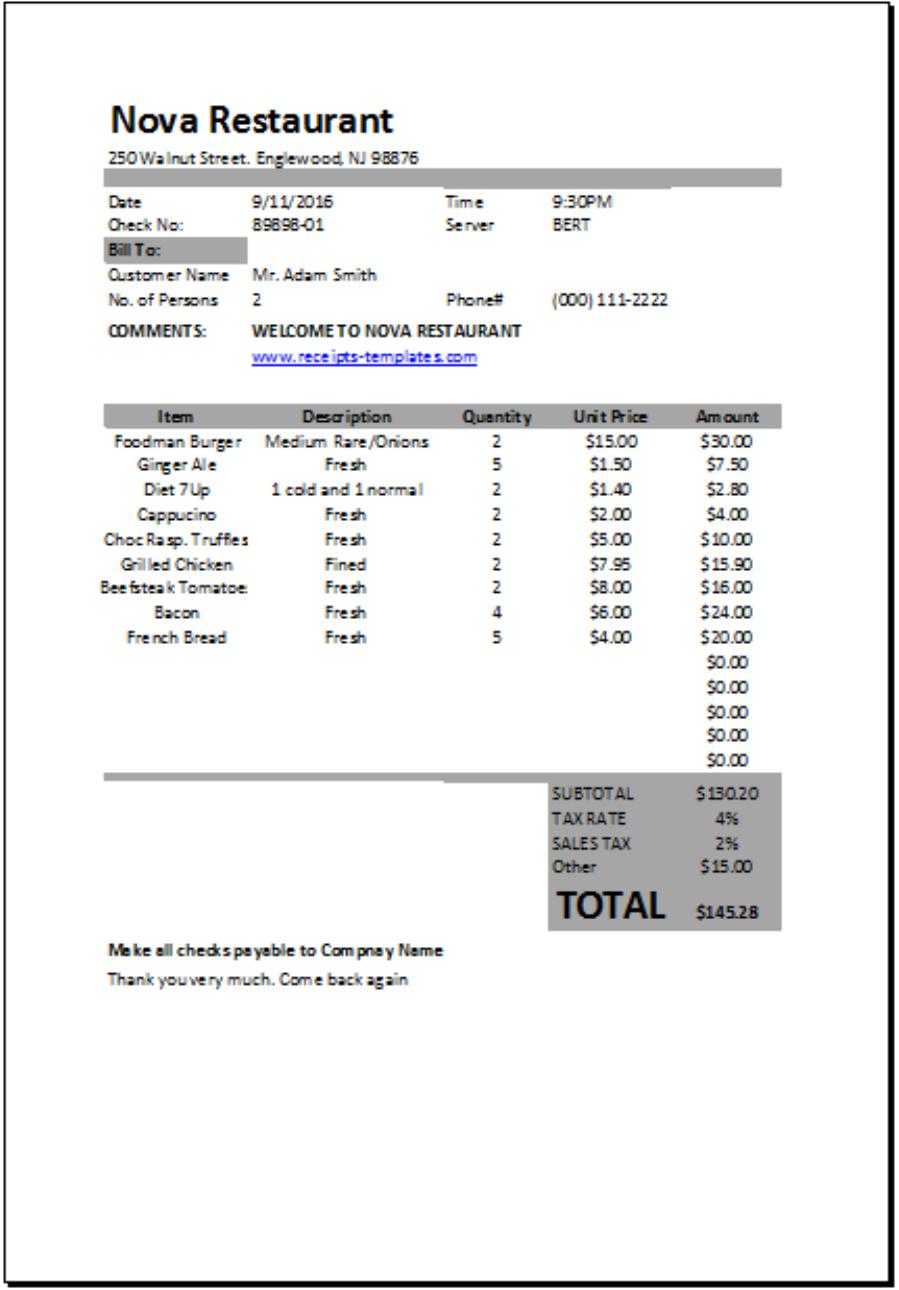 Nova Restaurant
250 Walnut Street. Englewood, NJ 98876
Date 9/11/2016 Time 9:30PM
Check No: 89898-01 Server BERT
Bill To:
Customer Name Mr. Adam Smith
No. of Persons 2 Phone# (000) 111-2222
COMMENTS: WELCOME TO NOVA RESTAURANT
www.receipts-templates.com
Item Description Quantity Unit Price Amount
Foodman Burger Medium Rare/Onions 2 $15.00 $30.00
Ginger Ale Fresh 5 $1.50 $7.50
Diet 7Up 1 cold and 1 normal 2 $1.40 $2.80
Cappucino Fresh 2 $2.00 $4.00
Choc Rasp. Truffles Fresh 2 $5.00 $10.00
Grilled Chicken Fined 2 $7.95 $15.90
Beefsteak Tomatoe Fresh 2 $8.00 $16.00
Bacon Fresh 4 $6.00 $24.00
French Bread Fresh 5 $4.00 $20.00
$0.00
$0.00
$0.00
$0.00
$0.00
SUBTOTAL $130.20
TAX RATE 4%
SALES TAX 2%
Other $15.00
TOTAL $145.28
Make all checks payable to Compnay Name
Thank you very much. Come back again